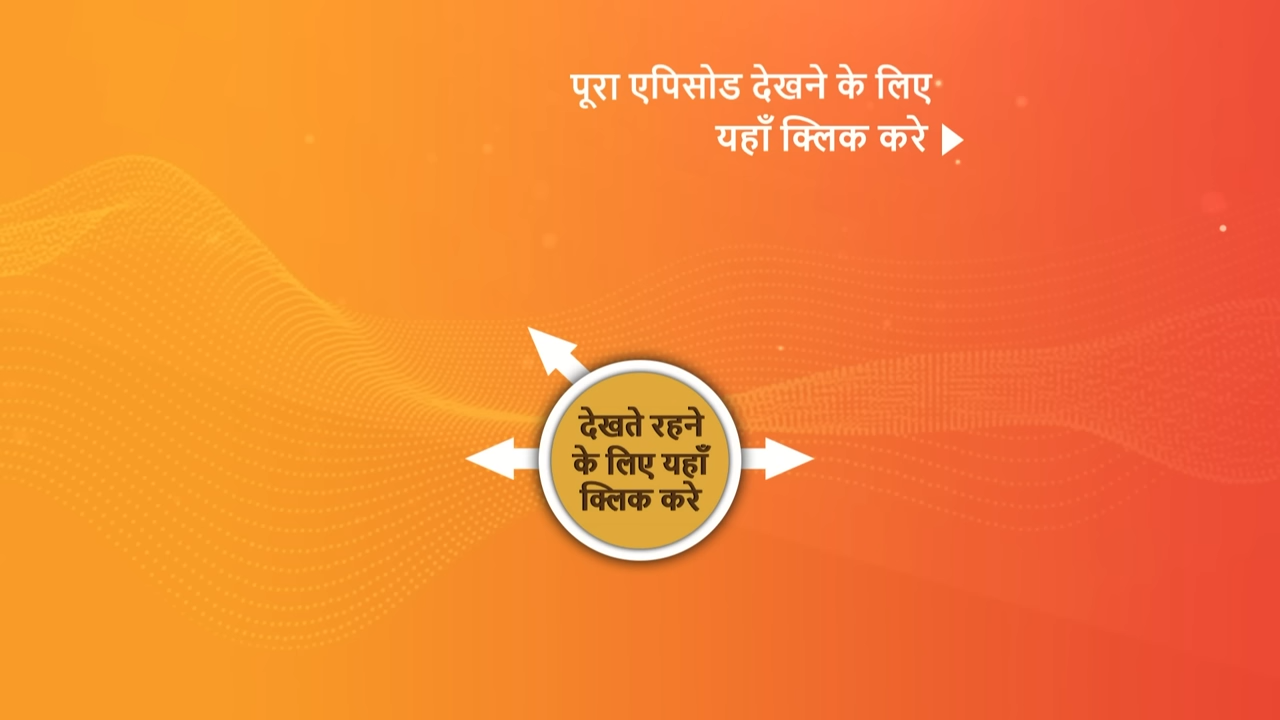 पूरा एपिसोड देखने के लिए
यहाँ क्लिक करे
देखते रहने
के लिए यहाँ
क्लिक करे